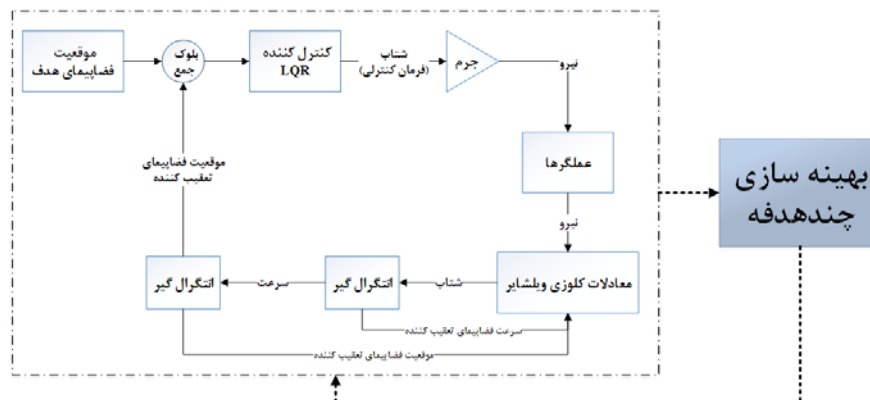 موقعیت
فضاپیمای هدف
بلوک
جمع
کنترل کننده
LQR
شتاب
(فرمان کنترلی)
جرم
نیرو
عملگرها
نیرو
معادلات کلوزی ویلشایر
شتاب
انتگرال گیر
سرعت
انتگرال گیر
موقعیت فضاپیمای
تعقیب کننده
سرعت فضاپیمای تعقیب کننده
موقعیت فضاپیمای تعقیب کننده
بهینه سازی
چندهدفه